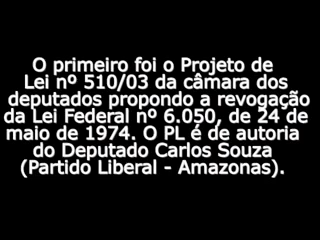 O primeiro foi o Projeto de
Lei nº 510/03 da câmara dos
deputados propondo a revogação
da Lei Federal nº 6.050, de 24 de
maio de 1974. O PL é de autoria
do Deputado Carlos Souza
(Partido Liberal - Amazonas).